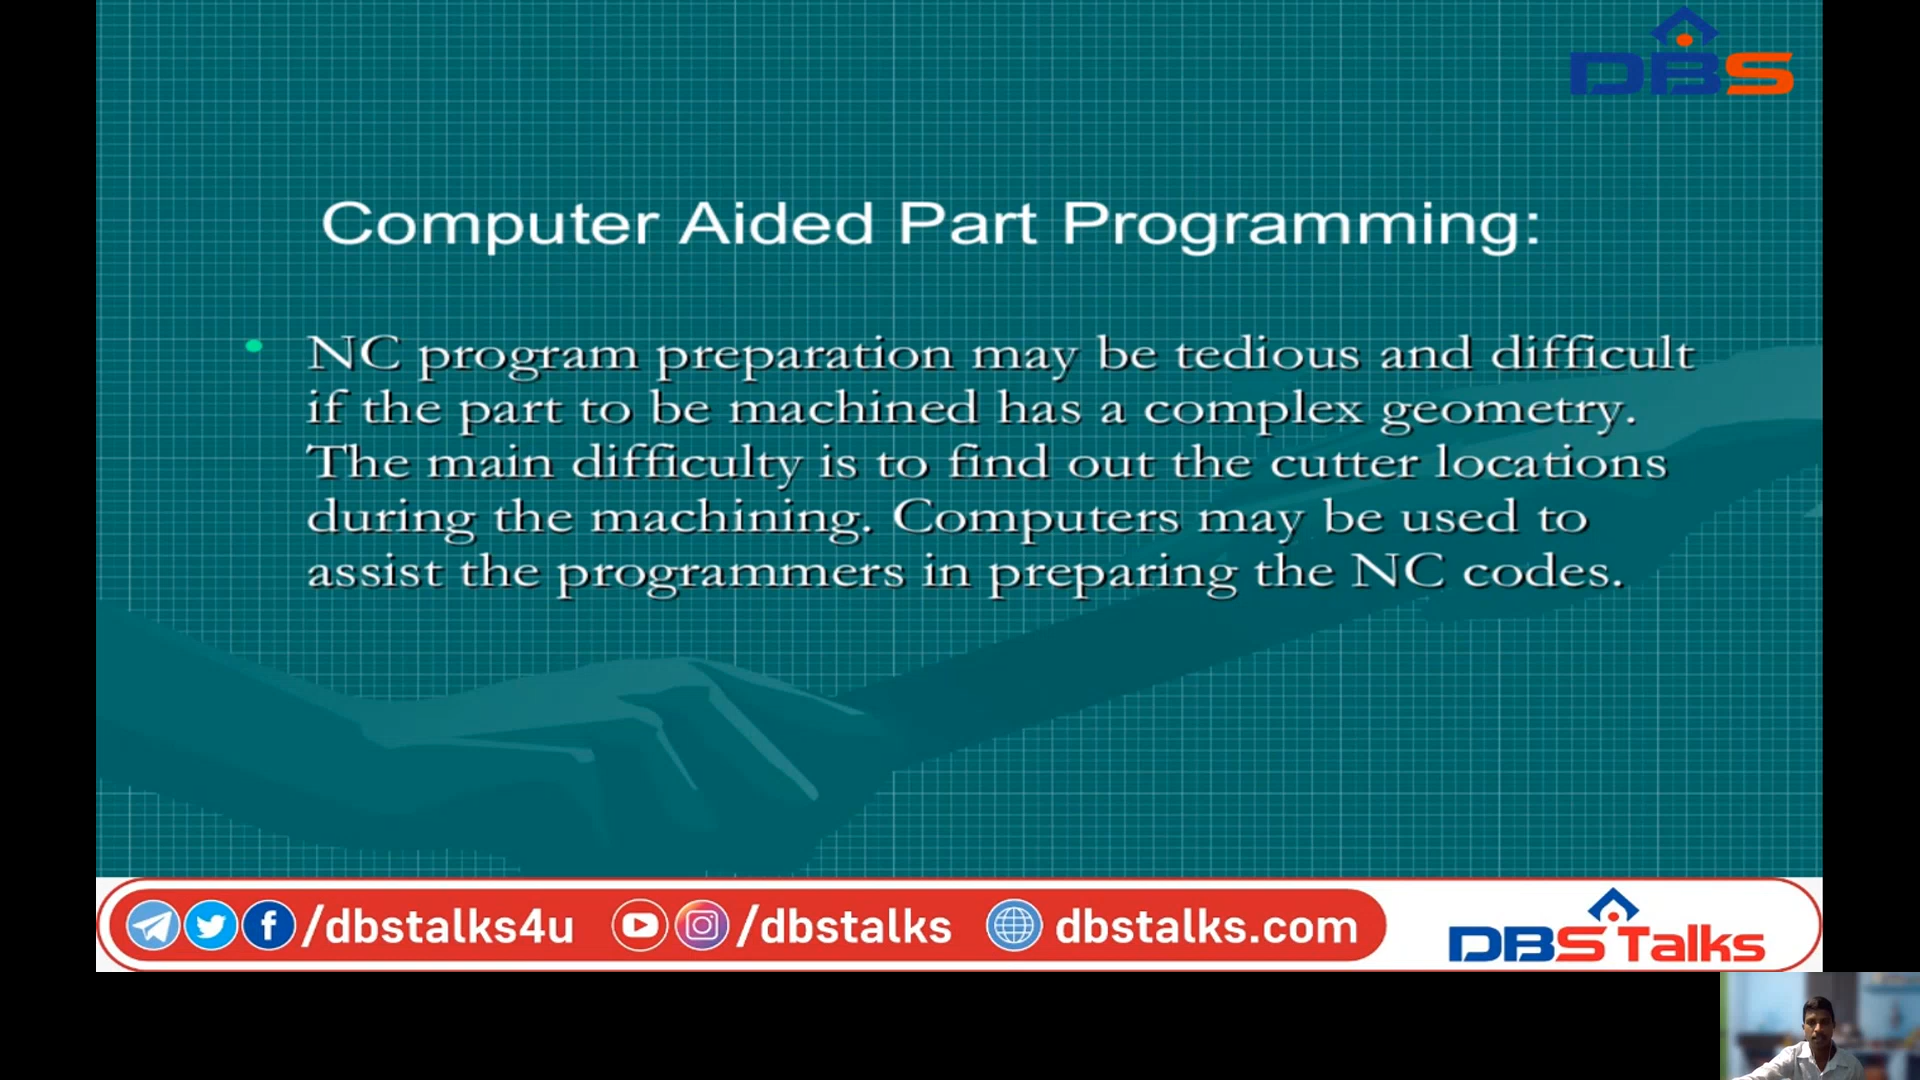 DBS
Computer Aided Part Programming:
• NC program preparation may be tedious and difficult
if the part to be machined has a complex geometry.
The main difficulty is to find out the cutter locations
during the machining. Computers may be used to
assist the programmers in preparing the NC codes.
/dbstalks4u /dbstalks dbstalks.com
DBS Talks